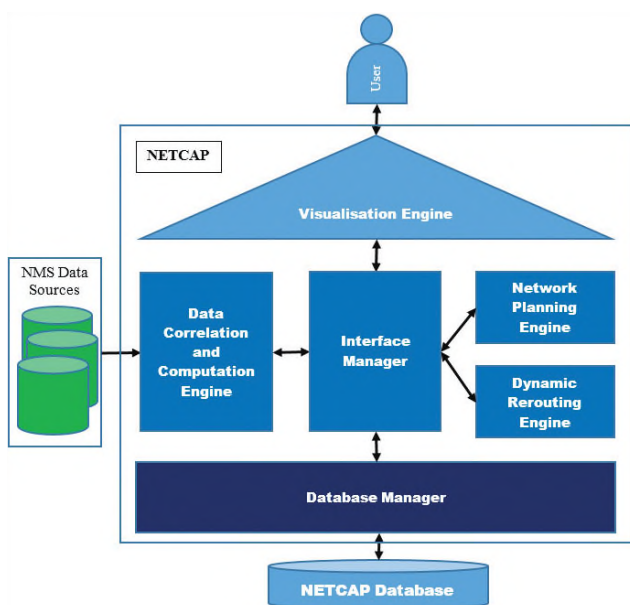 User
NETCAP
Visualisation Engine
NMS Data
Sources
Data
Correlation
and
Computation
Engine
Interface
Manager
Network
Planning
Engine
Dynamic
Rerouting
Engine
Database Manager
NETCAP Database